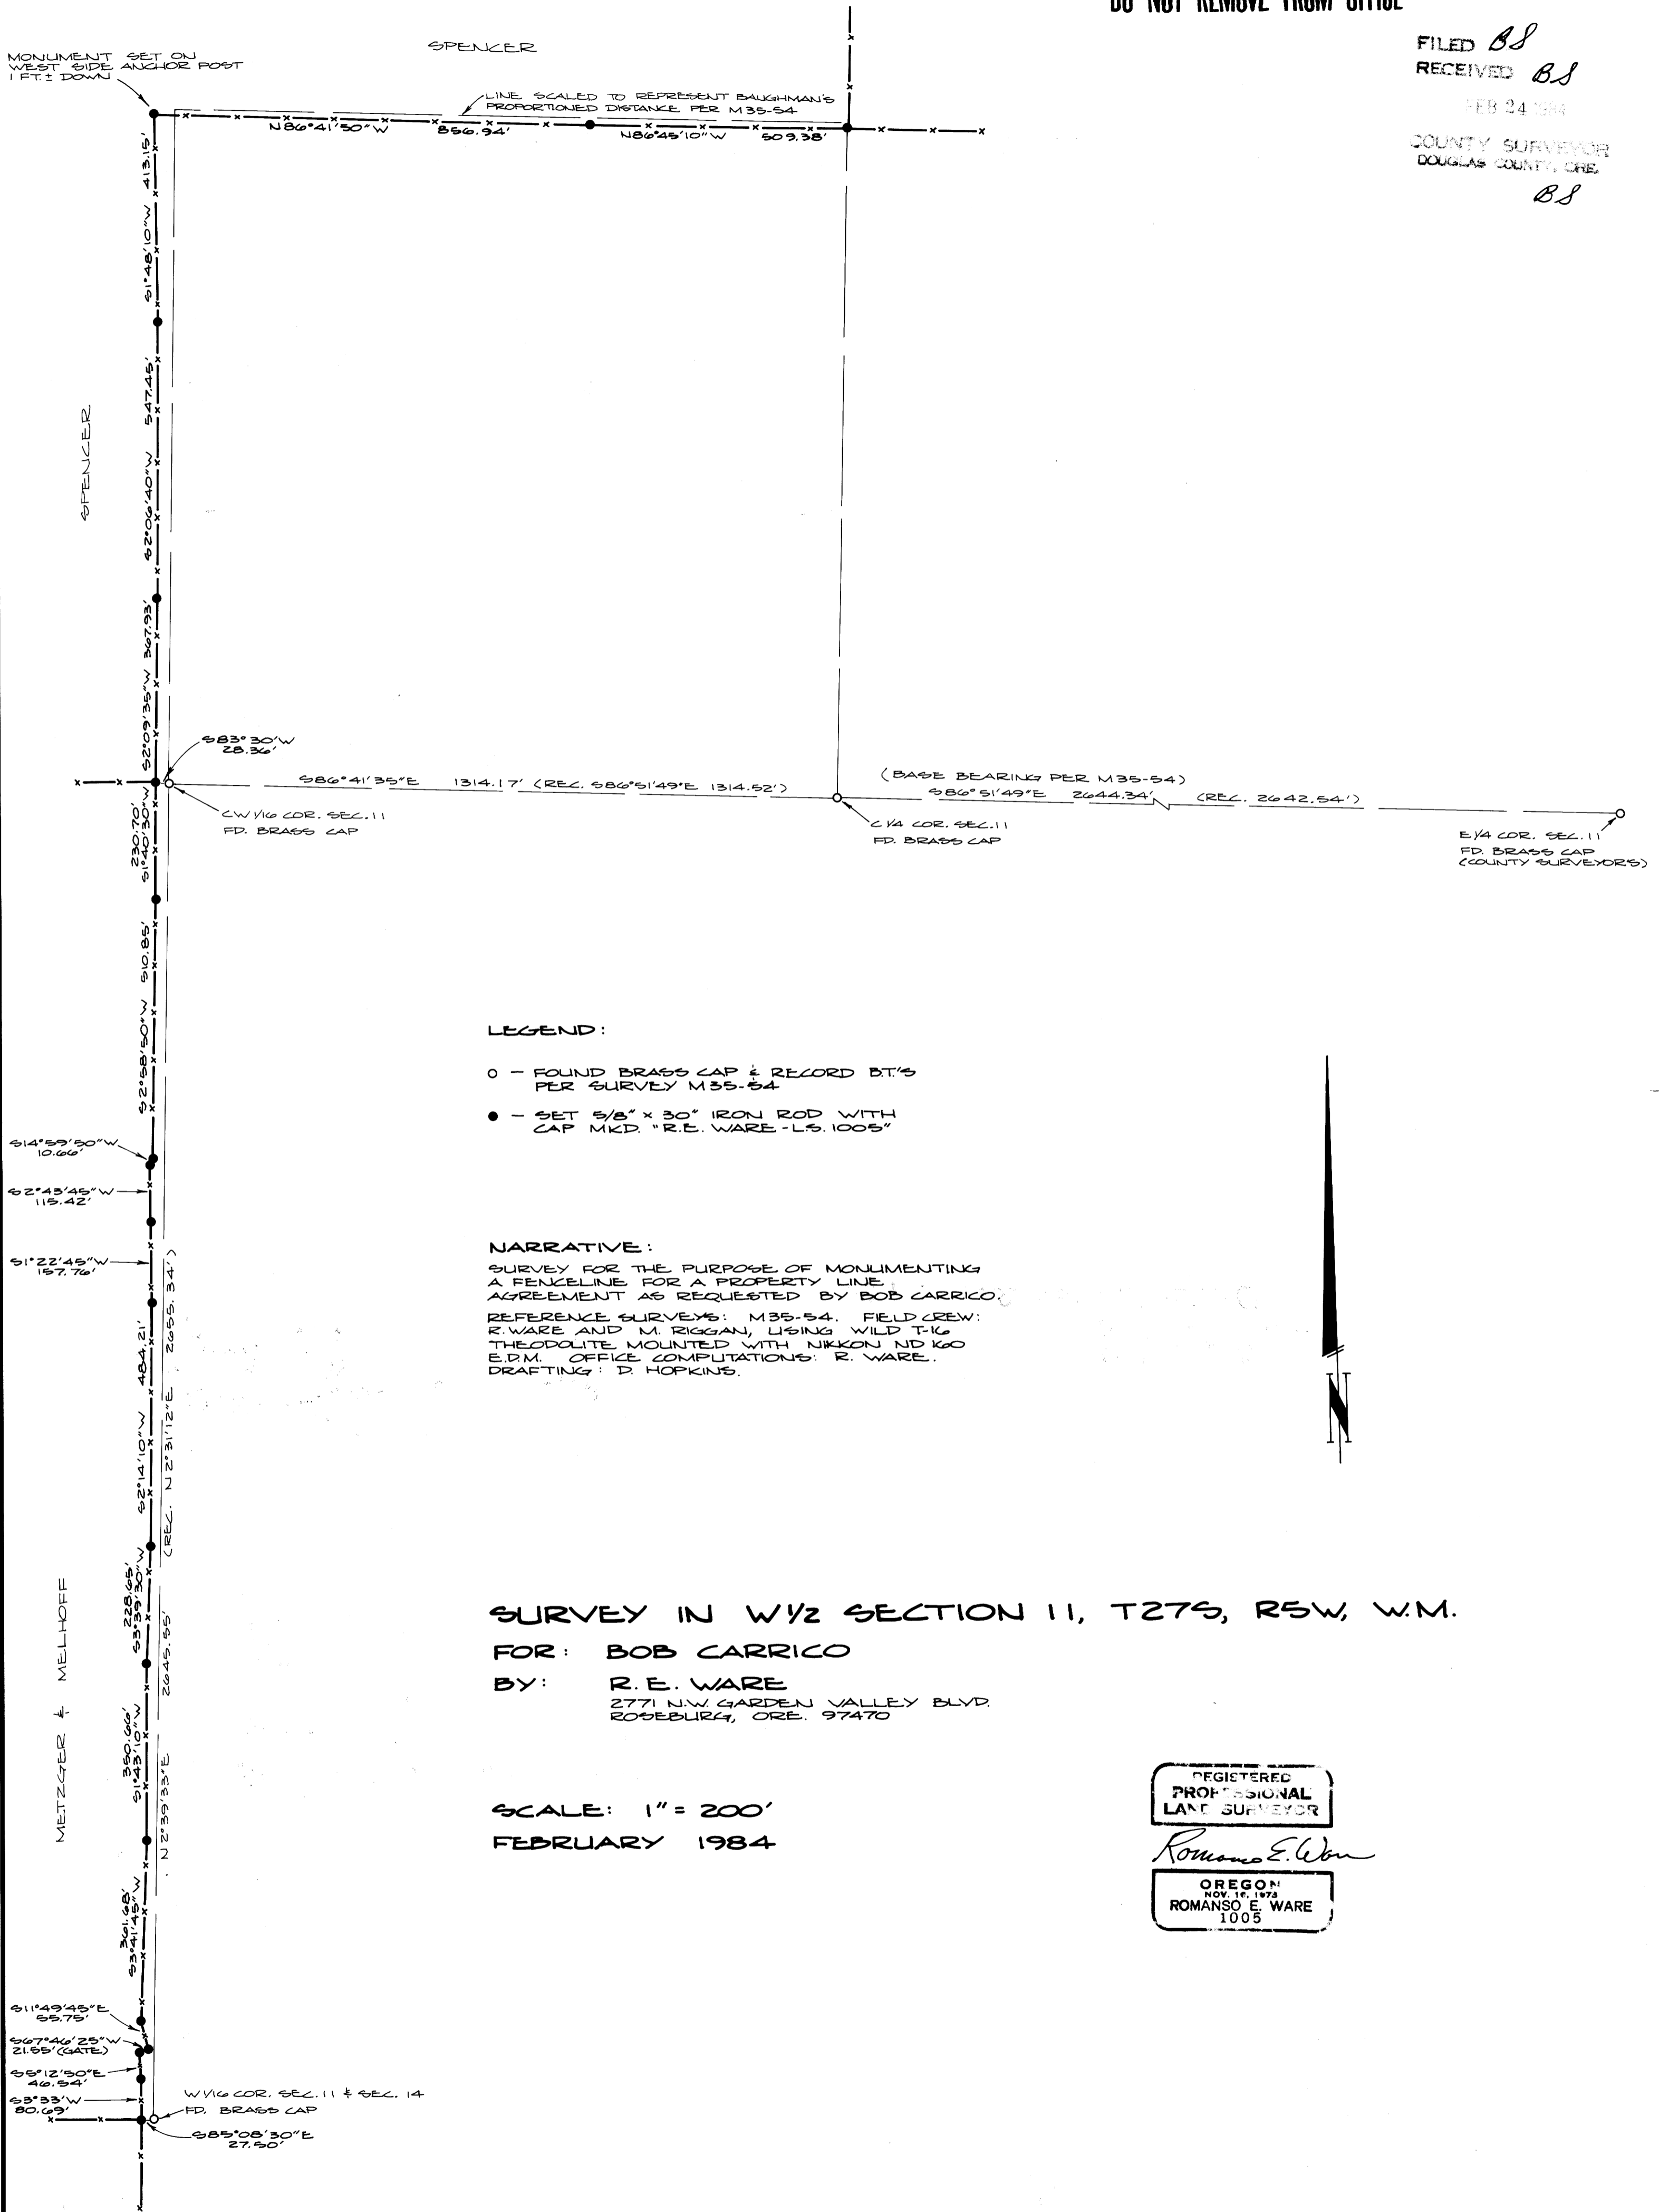 DO NOT REMOVE FROM OFFICE
FILED BS
RECEIVED BS
FEB 24 1984
COUNTY SURVEYOR
DOUGLAS COUNTY, ORE.
BS
SPENCER
MONUMENT SET ON
WEST SIDE ANCHOR POST
1 FT.± DOWN
LINE SCALED TO REPRESENT BAUGHMAN'S
PROPORTIONED DISTANCE PER M35-54
N86°41'50"W 856.94'
N86°45'10"W 509.38'
S1°48'10"W 413.15'
SPENCER
S2°06'40"W 547.45'
S2°09'35"W 367.93'
S83°30'W
28.36'
S86°41'35"E 1314.17' (REC. S86°51'49"E 1314.52')
(BASE BEARING PER M35-54)
S86°51'49"E 2644.34' (REC. 2642.54')
CW 1/16 COR. SEC. 11
FD. BRASS CAP
C 1/4 COR. SEC. 11
FD. BRASS CAP
E 1/4 COR. SEC. 11
FD. BRASS CAP
(COUNTY SURVEYORS)
230.70'
S1°40'30"W
S2°58'50"W 510.85'
LEGEND:
O - FOUND BRASS CAP & RECORD B.T.'S
PER SURVEY M35-54
● - SET 5/8" x 30" IRON ROD WITH
CAP MKD. "R.E. WARE - L.S. 1005"
S14°59'50"W
10.66'
S2°43'45"W
115.42'
S1°22'45"W
157.76'
NARRATIVE:
SURVEY FOR THE PURPOSE OF MONUMENTING
A FENCELINE FOR A PROPERTY LINE
AGREEMENT AS REQUESTED BY BOB CARRICO.
REFERENCE SURVEYS: M35-54. FIELD CREW:
R. WARE AND M. RIGGAN, USING WILD T-16
THEODOLITE MOUNTED WITH NIKKON ND 160
E.D.M. OFFICE COMPUTATIONS: R. WARE.
DRAFTING: D. HOPKINS.
N
S2°14'10"W 484.21'
(REC. N2°31'12"E 2655.34')
N2°39'33"E 2645.55'
228.65'
S3°39'30"W
METZGER & MELHOFF
350.66'
S1°43'10"W
361.68'
S3°41'45"W
SURVEY IN W 1/2 SECTION 11, T27S, R5W, W.M.
FOR: BOB CARRICO
BY: R.E. WARE
2771 N.W. GARDEN VALLEY BLVD.
ROSEBURG, ORE. 97470
SCALE: 1" = 200'
FEBRUARY 1984
REGISTERED
PROFESSIONAL
LAND SURVEYOR
Romanso E. Ware
OREGON
NOV. 16, 1973
ROMANSO E. WARE
1005
S11°49'45"E
55.75'
S67°46'25"W
21.55' (GATE)
S5°12'50"E
46.54'
S3°33'W
80.69'
W 1/16 COR. SEC. 11 & SEC. 14
FD. BRASS CAP
S85°08'30"E
27.50'